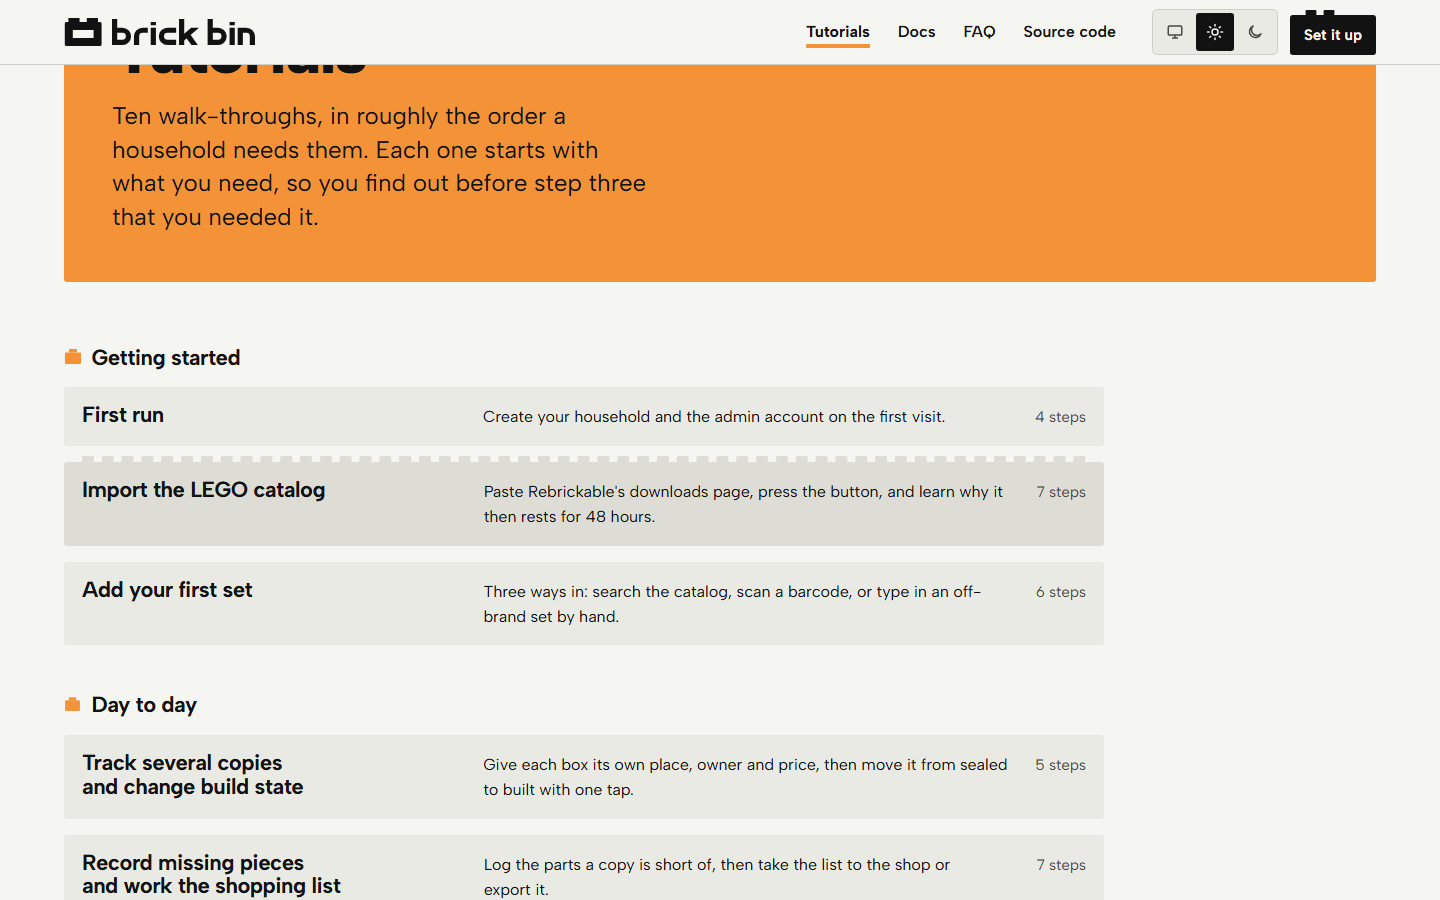 brick bin
Tutorials
Docs
FAQ
Source code
Set it up
Tutorials
Ten walk-throughs, in roughly the order a
household needs them. Each one starts with
what you need, so you find out before step three
that you needed it.
Getting started
First run
Create your household and the admin account on the first visit.
4 steps
Import the LEGO catalog
Paste Rebrickable's downloads page, press the button, and learn why it
then rests for 48 hours.
7 steps
Add your first set
Three ways in: search the catalog, scan a barcode, or type in an off-
brand set by hand.
6 steps
Day to day
Track several copies
and change build state
Give each box its own place, owner and price, then move it from sealed
to built with one tap.
5 steps
Record missing pieces
and work the shopping list
Log the parts a copy is short of, then take the list to the shop or
export it.
7 steps